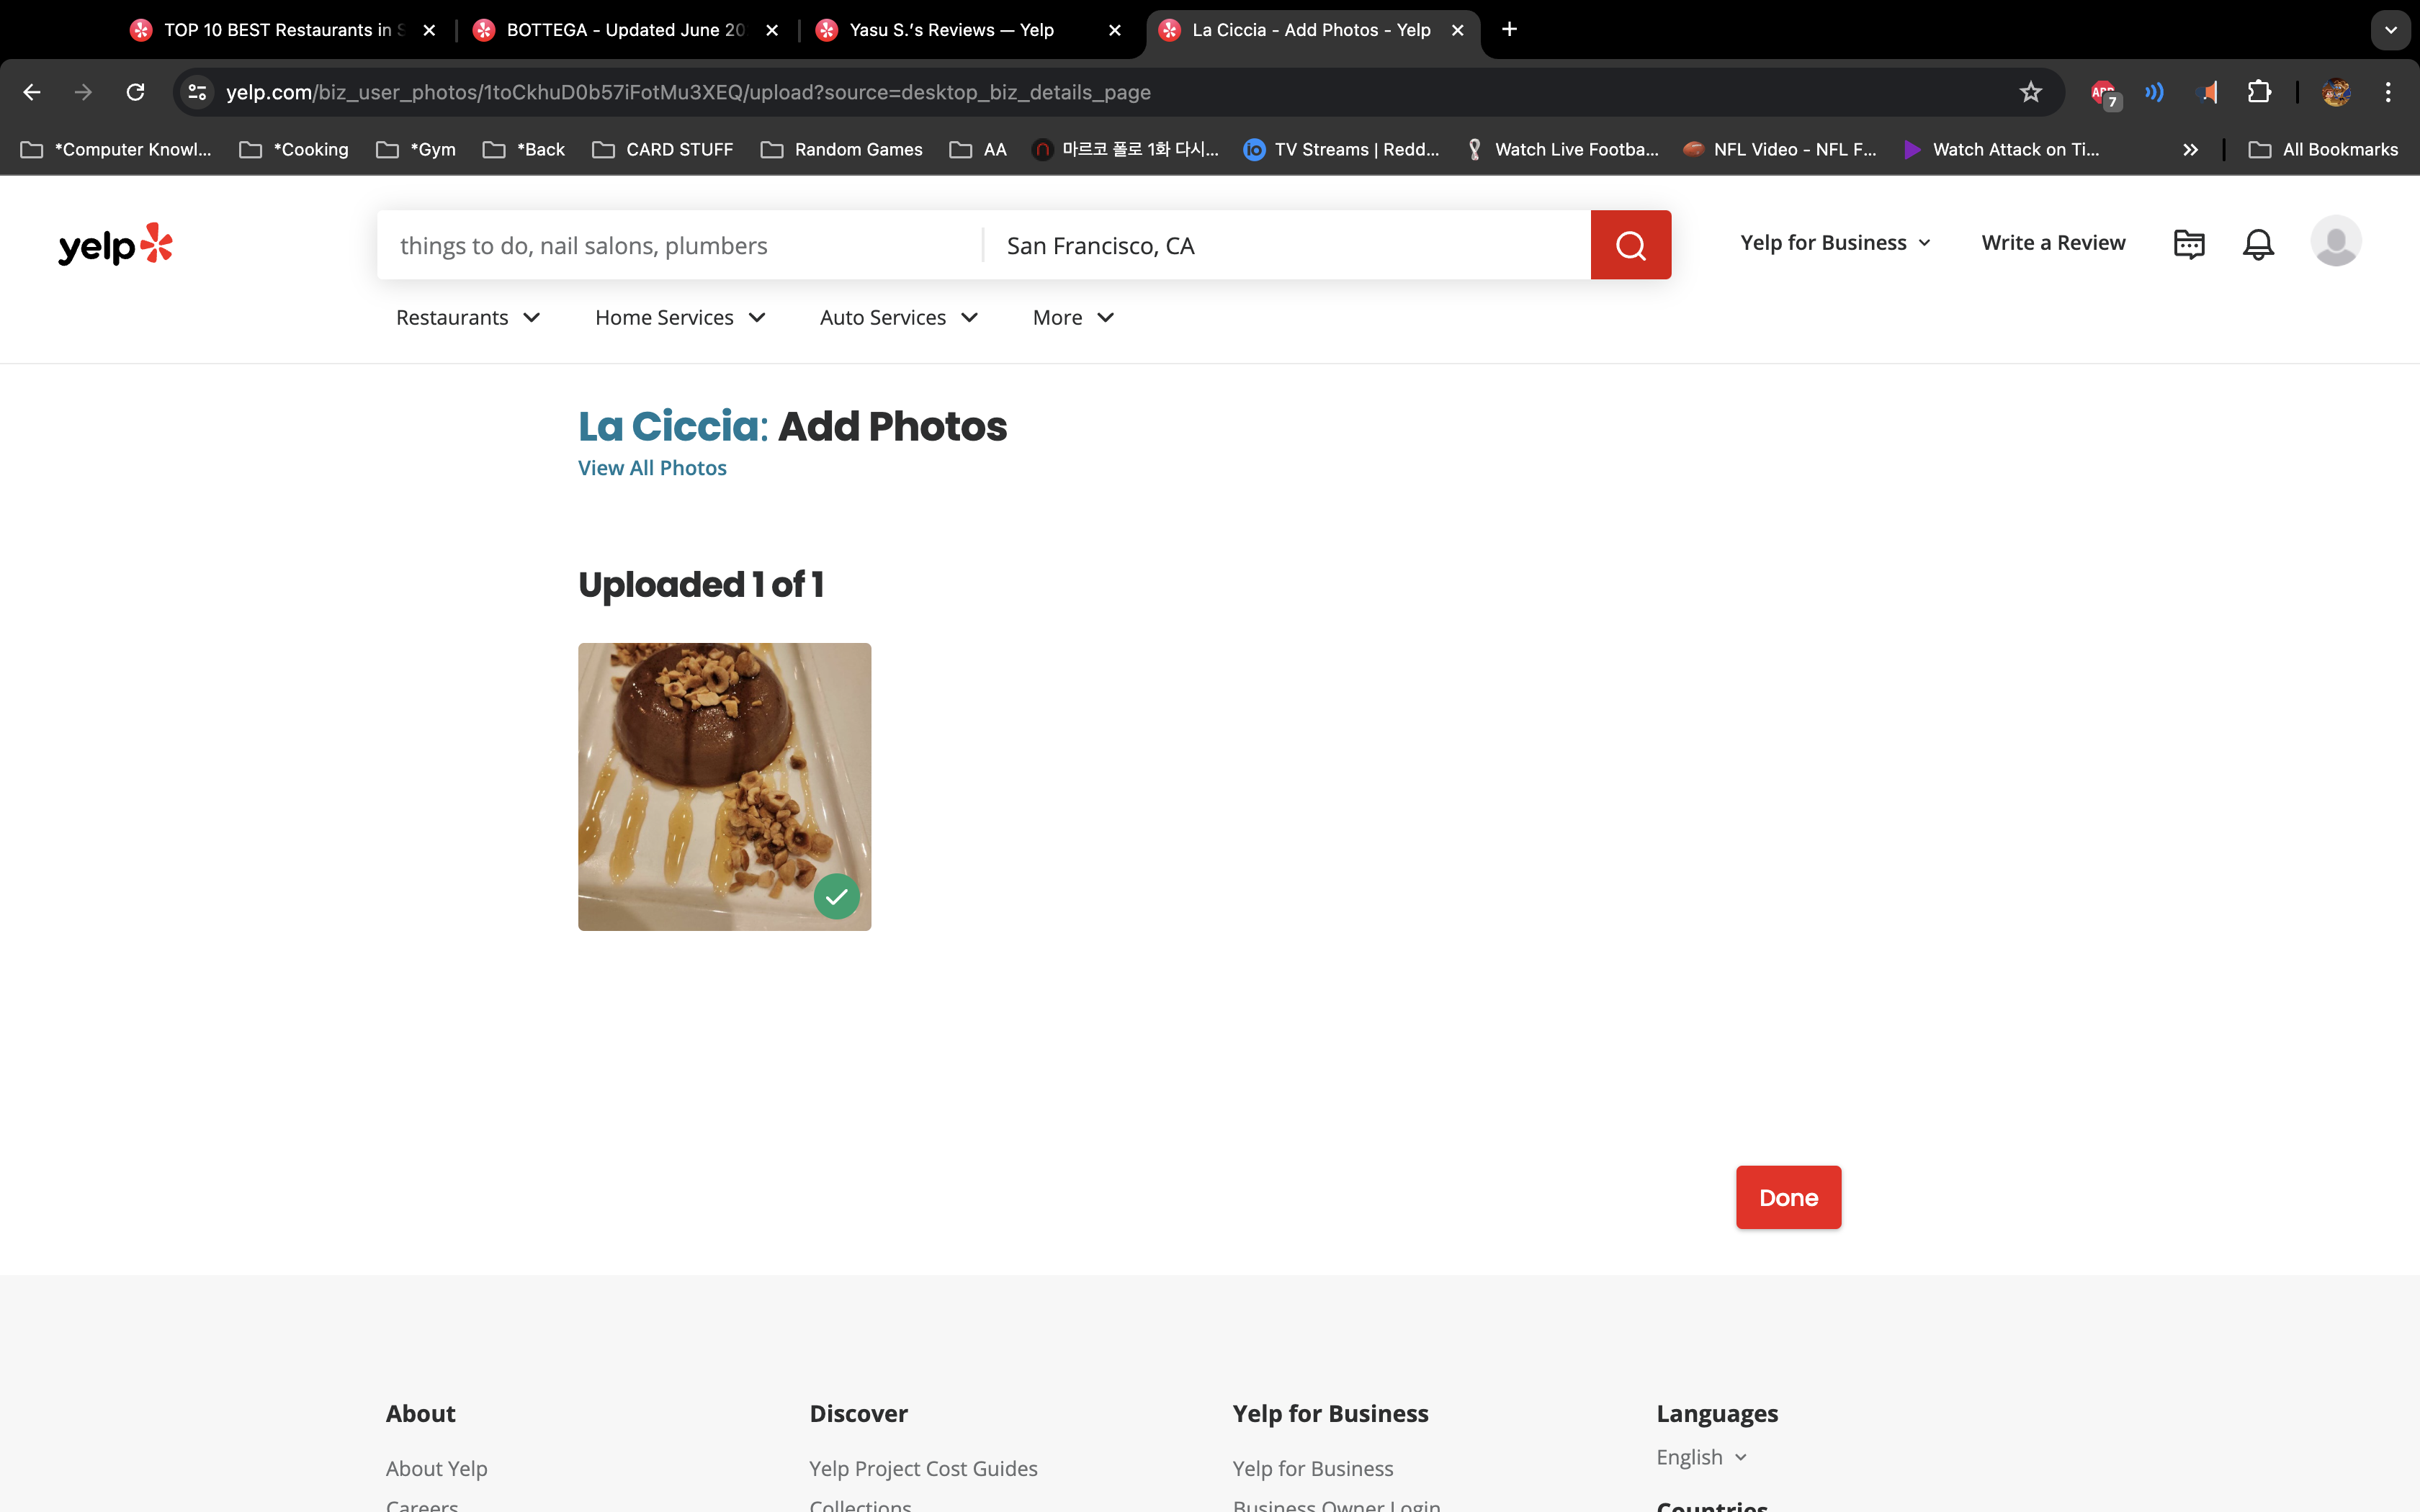 TOP 10 BEST Restaurants in S
BOTTEGA - Updated June 20
Yasu S.'s Reviews — Yelp
La Ciccia - Add Photos - Yelp
yelp.com/biz_user_photos/1toCkhuD0b57iFotMu3XEQ/upload?source=desktop_biz_details_page
ABP
7
*Computer Knowl...
*Cooking
*Gym
*Back
CARD STUFF
Random Games
AA
마르코 폴로 1화 다시...
TV Streams | Redd...
Watch Live Footba...
NFL Video - NFL F...
Watch Attack on Ti...
All Bookmarks
yelp
things to do, nail salons, plumbers
San Francisco, CA
Yelp for Business
Write a Review
Restaurants
Home Services
Auto Services
More
La Ciccia: Add Photos
View All Photos
Uploaded 1 of 1
Done
About
Discover
Yelp for Business
Languages
About Yelp
Yelp Project Cost Guides
Yelp for Business
English
Careers
Collections
Business Owner Login
Countries